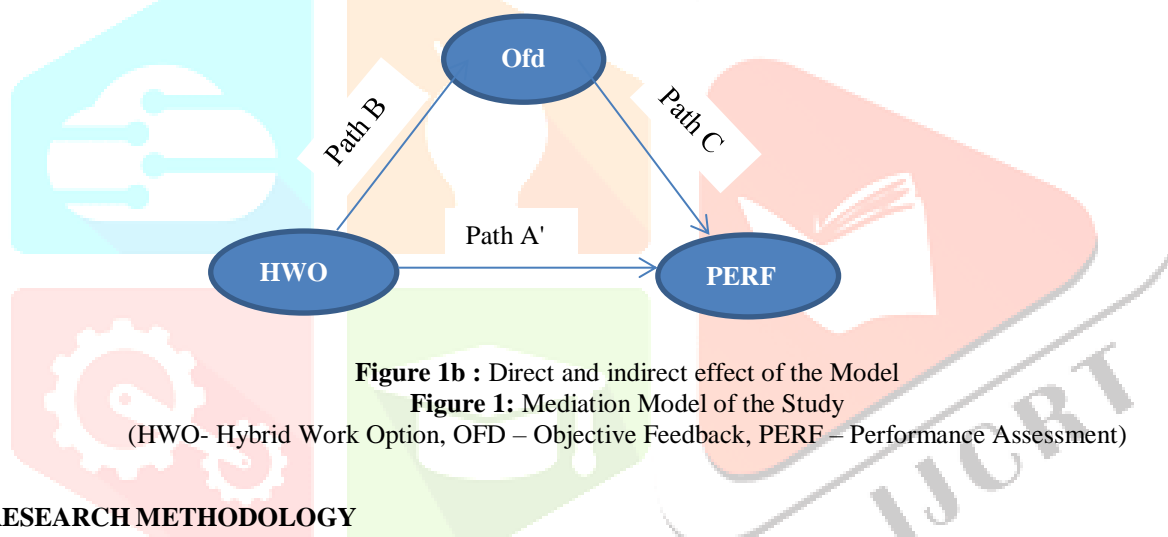 Ofd
Path B
Path C
Path A'
HWO
PERF
Figure 1b : Direct and indirect effect of the Model
Figure 1: Mediation Model of the Study
(HWO- Hybrid Work Option, OFD – Objective Feedback, PERF – Performance Assessment)
IJCRT
RESEARCH METHODOLOGY